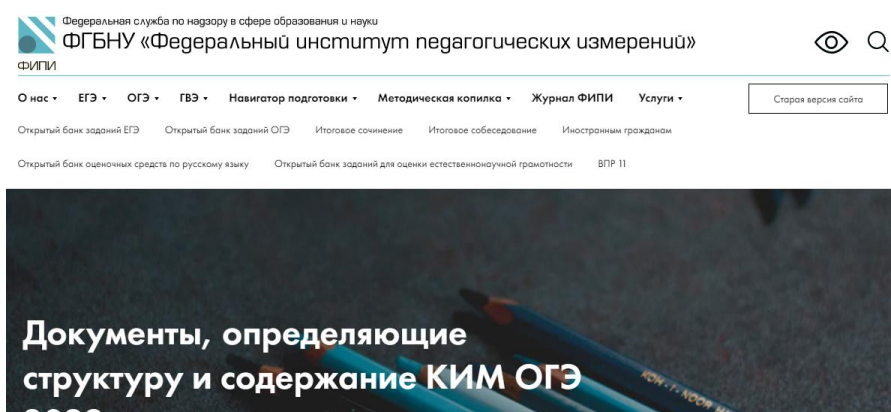 Федеральная служба по надзору в сфере образования и науки
ФГБНУ «Федеральный институт педагогических измерений»
ФИПИ
О нас ЕГЭ ОГЭ ГВЭ Навигатор подготовки Методическая копилка Журнал ФИПИ Услуги Старая версия сайта
Открытый банк заданий ЕГЭ Открытый банк заданий ОГЭ Итоговое сочинение Итоговое собеседование Иностранным гражданам
Открытый банк оценочных средств по русскому языку Открытый банк заданий для оценки естественнонаучной грамотности ВПР 11
Документы, определяющие
структуру и содержание КИМ ОГЭ
KOH-I-NOOR